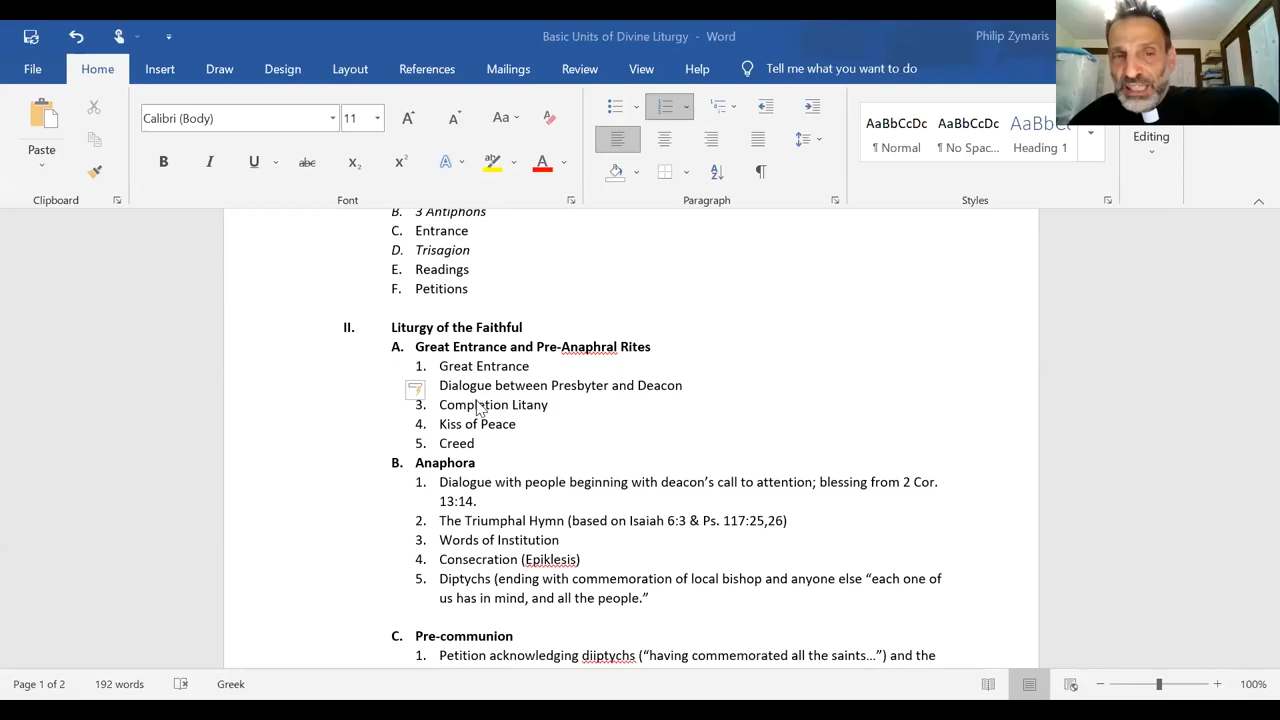 Basic Units of Divine Liturgy - Word
Philip Zymaris
File Home Insert Draw Design Layout References Mailings Review View Help Tell me what you want to do
Calibri (Body) 11
Paste
AaBbCcDc AaBbCcDc AaBbCcD
¶ Normal ¶ No Spac... Heading 1
Editing
Clipboard Font Paragraph Styles
B. 3 Antiphons
C. Entrance
D. Trisagion
E. Readings
F. Petitions
II. Liturgy of the Faithful
A. Great Entrance and Pre-Anaphral Rites
1. Great Entrance
Dialogue between Presbyter and Deacon
3. Completion Litany
4. Kiss of Peace
5. Creed
B. Anaphora
1. Dialogue with people beginning with deacon’s call to attention; blessing from 2 Cor.
13:14.
2. The Triumphal Hymn (based on Isaiah 6:3 & Ps. 117:25,26)
3. Words of Institution
4. Consecration (Epiklesis)
5. Diptychs (ending with commemoration of local bishop and anyone else “each one of
us has in mind, and all the people.”
C. Pre-communion
1. Petition acknowledging diiptychs (“having commemorated all the saints…”) and the
Page 1 of 2 192 words Greek 100%